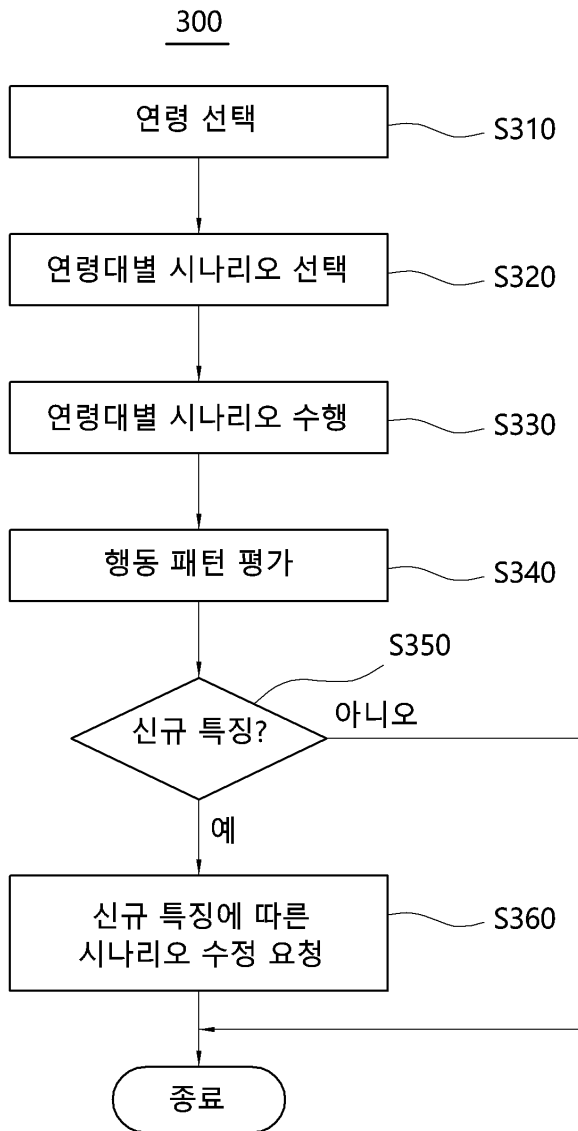 300
연령 선택
S310
연령대별 시나리오 선택
S320
연령대별 시나리오 수행
S330
행동 패턴 평가
S340
S350
신규 특징?
아니오
예
신규 특징에 따른
시나리오 수정 요청
S360
종료